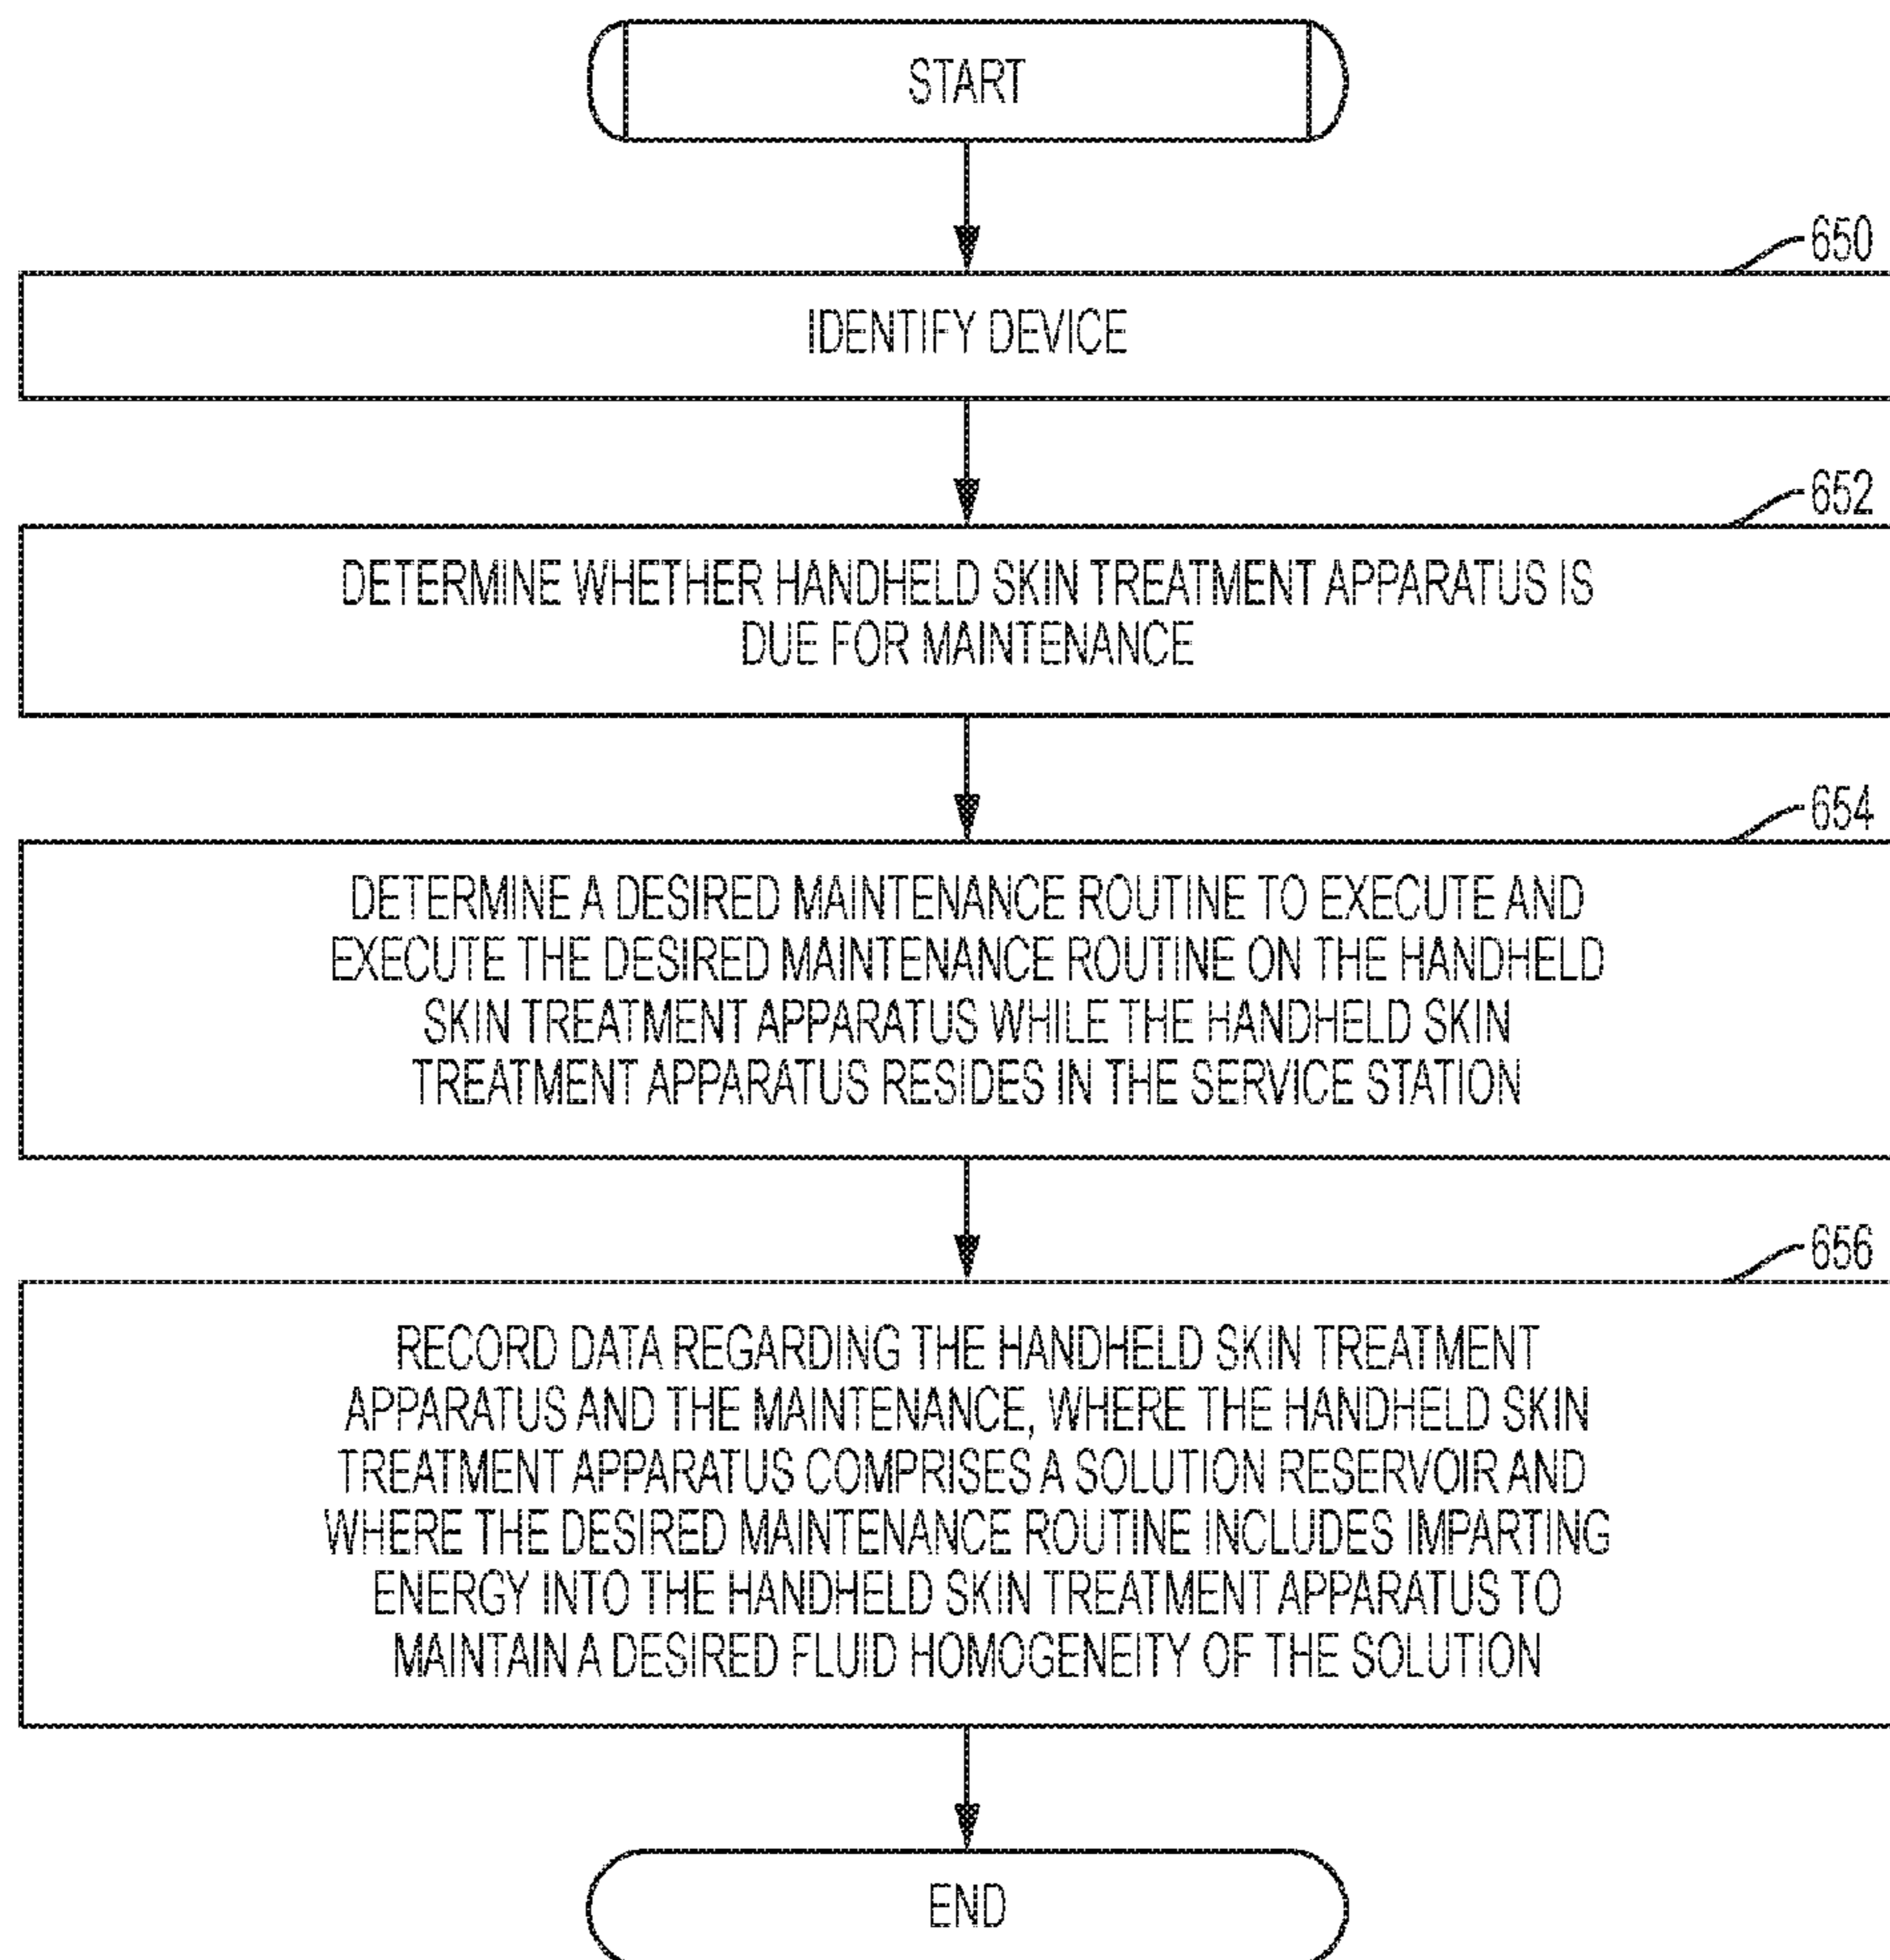 START
650
IDENTIFY DEVICE
652
DETERMINE WHETHER HANDHELD SKIN TREATMENT APPARATUS IS
DUE FOR MAINTENANCE
654
DETERMINE A DESIRED MAINTENANCE ROUTINE TO EXECUTE AND
EXECUTE THE DESIRED MAINTENANCE ROUTINE ON THE HANDHELD
SKIN TREATMENT APPARATUS WHILE THE HANDHELD SKIN
TREATMENT APPARATUS RESIDES IN THE SERVICE STATION
656
RECORD DATA REGARDING THE HANDHELD SKIN TREATMENT
APPARATUS AND THE MAINTENANCE, WHERE THE HANDHELD SKIN
TREATMENT APPARATUS COMPRISES A SOLUTION RESERVOIR AND
WHERE THE DESIRED MAINTENANCE ROUTINE INCLUDES IMPARTING
ENERGY INTO THE HANDHELD SKIN TREATMENT APPARATUS TO
MAINTAIN A DESIRED FLUID HOMOGENEITY OF THE SOLUTION
END